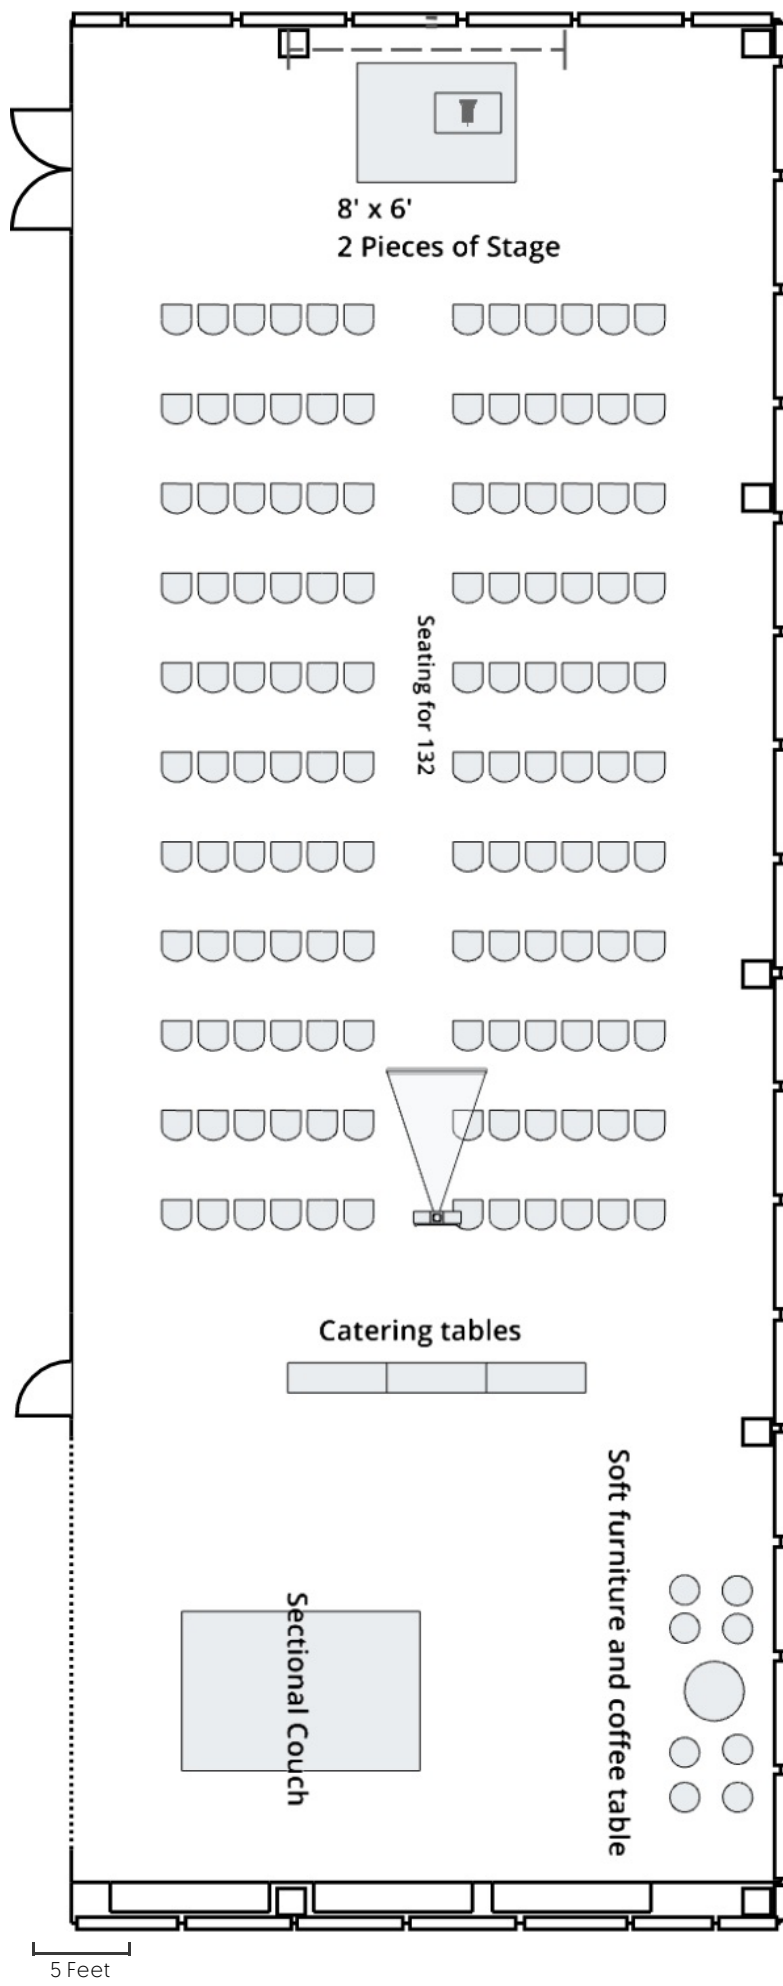 8' x 6'
2 Pieces of Stage
Seating for 132
Catering tables
Soft furniture and coffee table
Sectional Couch
5 Feet